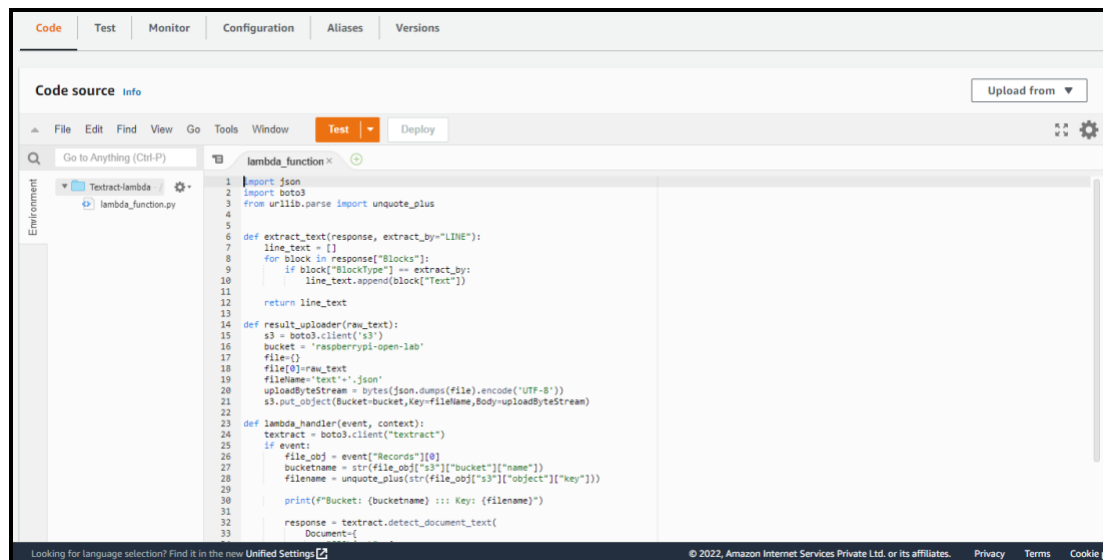 Code Test Monitor Configuration Aliases Versions
Code source Info
Upload from ▼
File Edit Find View Go Tools Window Test Deploy
Go to Anything (Ctrl-P)
lambda_function ×
Environment
Textract-lambda /
lambda_function.py
1 import json
2 import boto3
3 from urllib.parse import unquote_plus
4
5
6 def extract_text(response, extract_by="LINE"):
7     line_text = []
8     for block in response["Blocks"]:
9         if block["BlockType"] == extract_by:
10             line_text.append(block["Text"])
11
12     return line_text
13
14 def result_uploader(raw_text):
15     s3 = boto3.client('s3')
16     bucket = 'raspberrypi-open-lab'
17     file={}
18     file[0]=raw_text
19     fileName='text'+'.json'
20     uploadByteStream = bytes(json.dumps(file).encode('UTF-8'))
21     s3.put_object(Bucket=bucket,Key=fileName,Body=uploadByteStream)
22
23 def lambda_handler(event, context):
24     textract = boto3.client("textract")
25     if event:
26         file_obj = event["Records"][0]
27         bucketname = str(file_obj["s3"]["bucket"]["name"])
28         filename = unquote_plus(str(file_obj["s3"]["object"]["key"]))
29
30         print(f"Bucket: {bucketname} ::: Key: {filename}")
31
32         response = textract.detect_document_text(
33             Document={
Looking for language selection? Find it in the new Unified Settings
© 2022, Amazon Internet Services Private Ltd. or its affiliates. Privacy Terms Cookie